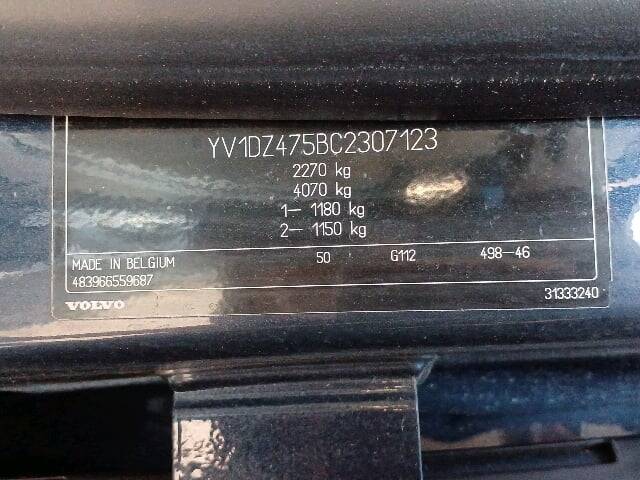 YV1DZ475BC2307123
2270 kg
4070 kg
1– 1180 kg
2– 1150 kg
MADE IN BELGIUM 50 G112 498–46
483966559687
VOLVO 31333240